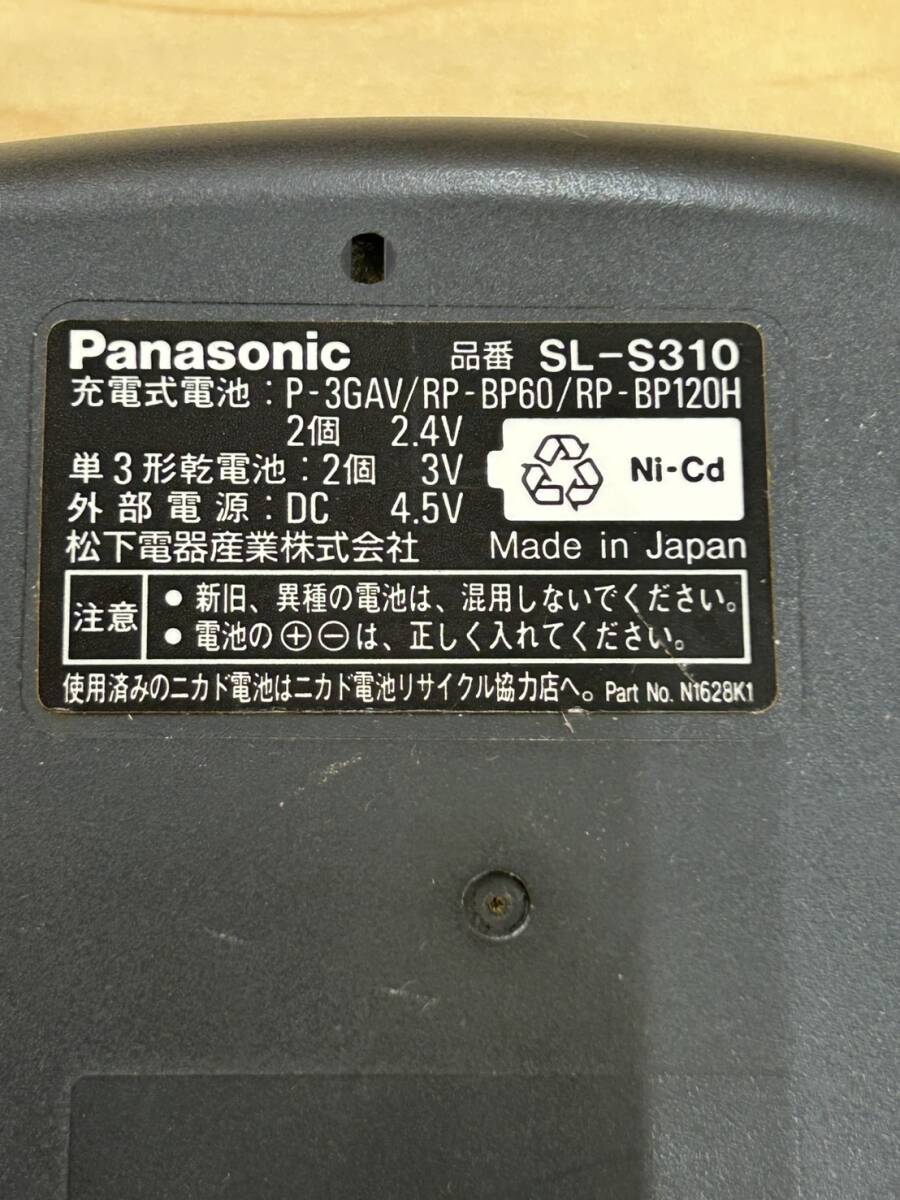 Panasonic 品番 SL-S310
充電式電池：P-3GAV/RP-BP60/RP-BP120H
2個 2.4V
単3形乾電池：2個 3V
外部電源：DC 4.5V
Ni-Cd
松下電器産業株式会社 Made in Japan
注意
● 新旧、異種の電池は、混用しないでください。
● 電池の⊕⊖は、正しく入れてください。
使用済みのニカド電池はニカド電池リサイクル協力店へ。 Part No. N1628K1